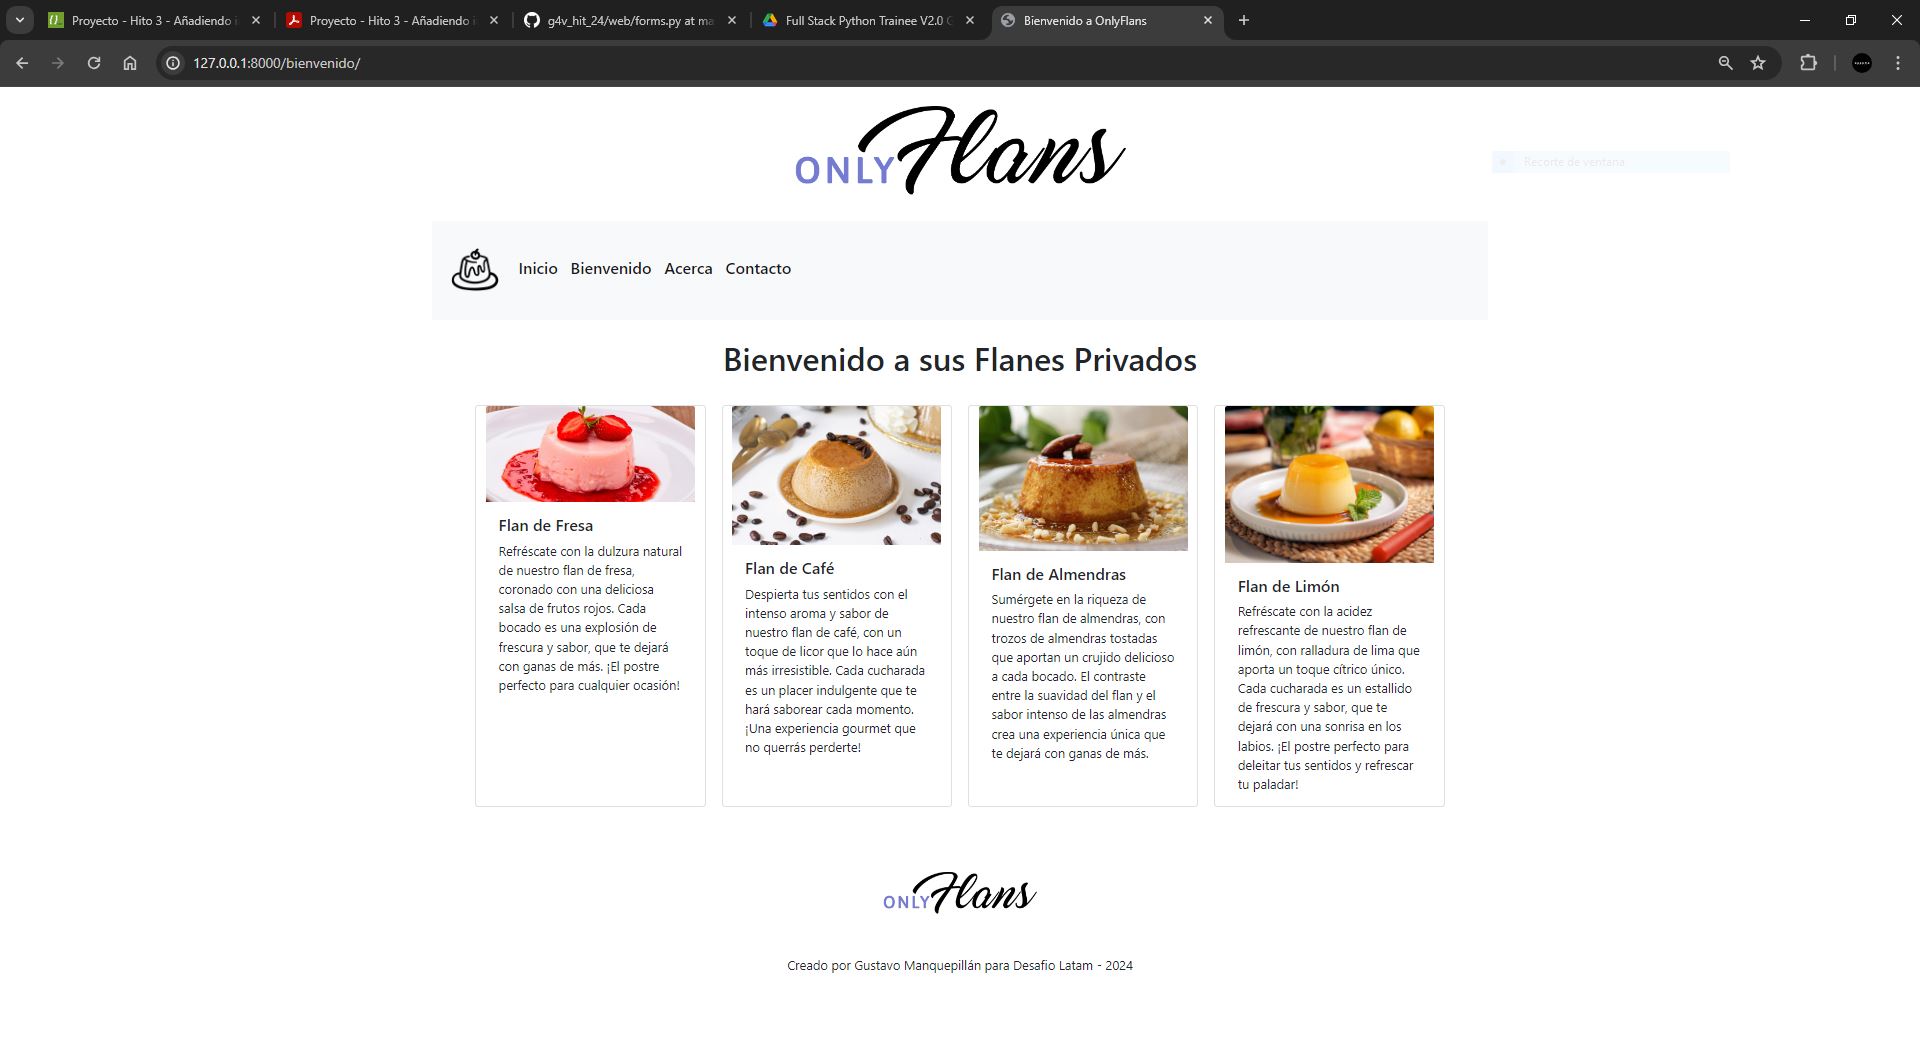 Proyecto - Hito 3 - Añadiendo i
Proyecto - Hito 3 - Añadiendo i
g4v_hit_24/web/forms.py at ma
Full Stack Python Trainee V2.0 G
Bienvenido a OnlyFlans
127.0.0.1:8000/bienvenido/
ONLY Flans
Recorte de ventana
Inicio Bienvenido Acerca Contacto
Bienvenido a sus Flanes Privados
Flan de Fresa
Refréscate con la dulzura natural
de nuestro flan de fresa,
coronado con una deliciosa
salsa de frutos rojos. Cada
bocado es una explosión de
frescura y sabor, que te dejará
con ganas de más. ¡El postre
perfecto para cualquier ocasión!
Flan de Café
Despierta tus sentidos con el
intenso aroma y sabor de
nuestro flan de café, con un
toque de licor que lo hace aún
más irresistible. Cada cucharada
es un placer indulgente que te
hará saborear cada momento.
¡Una experiencia gourmet que
no querrás perderte!
Flan de Almendras
Sumérgete en la riqueza de
nuestro flan de almendras, con
trozos de almendras tostadas
que aportan un crujido delicioso
a cada bocado. El contraste
entre la suavidad del flan y el
sabor intenso de las almendras
crea una experiencia única que
te dejará con ganas de más.
Flan de Limón
Refréscate con la acidez
refrescante de nuestro flan de
limón, con ralladura de lima que
aporta un toque cítrico único.
Cada cucharada es un estallido
de frescura y sabor, que te
dejará con una sonrisa en los
labios. ¡El postre perfecto para
deleitar tus sentidos y refrescar
tu paladar!
ONLY Flans
Creado por Gustavo Manquepillán para Desafio Latam - 2024